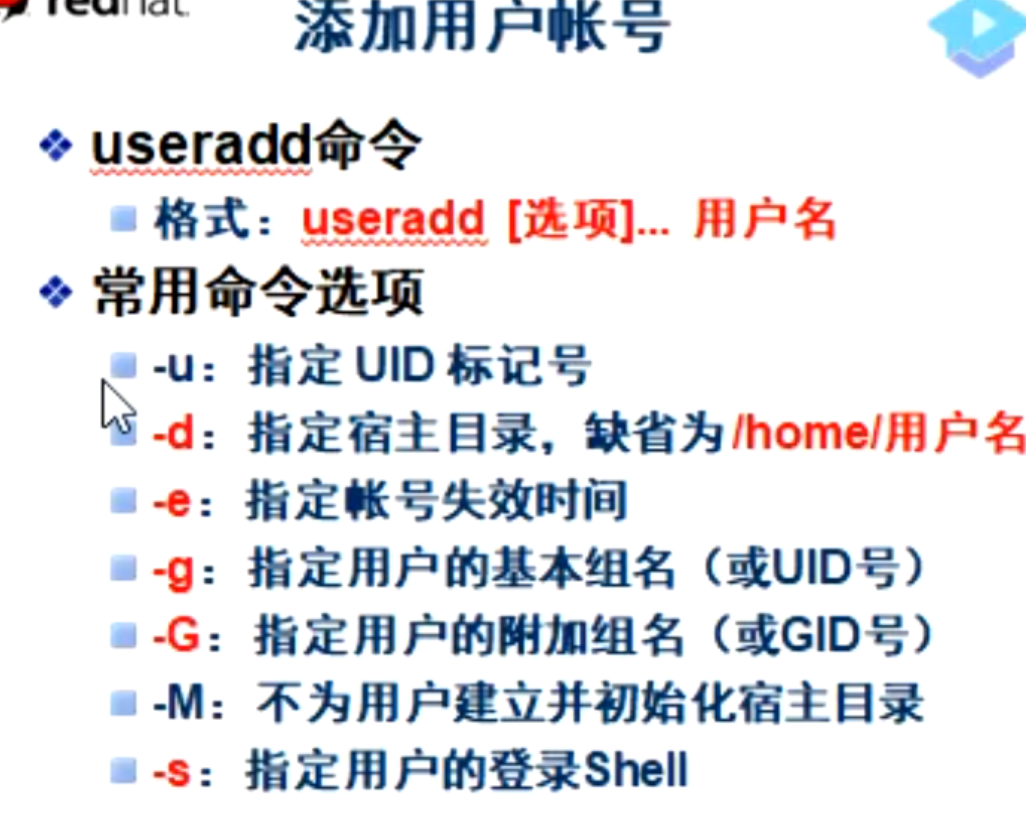 redhat.
添加用户帐号
useradd命令
格式：useradd [选项]... 用户名
常用命令选项
-u：指定 UID 标记号
-d：指定宿主目录，缺省为/home/用户名
-e：指定帐号失效时间
-g：指定用户的基本组名（或UID号）
-G：指定用户的附加组名（或GID号）
-M：不为用户建立并初始化宿主目录
-s：指定用户的登录Shell